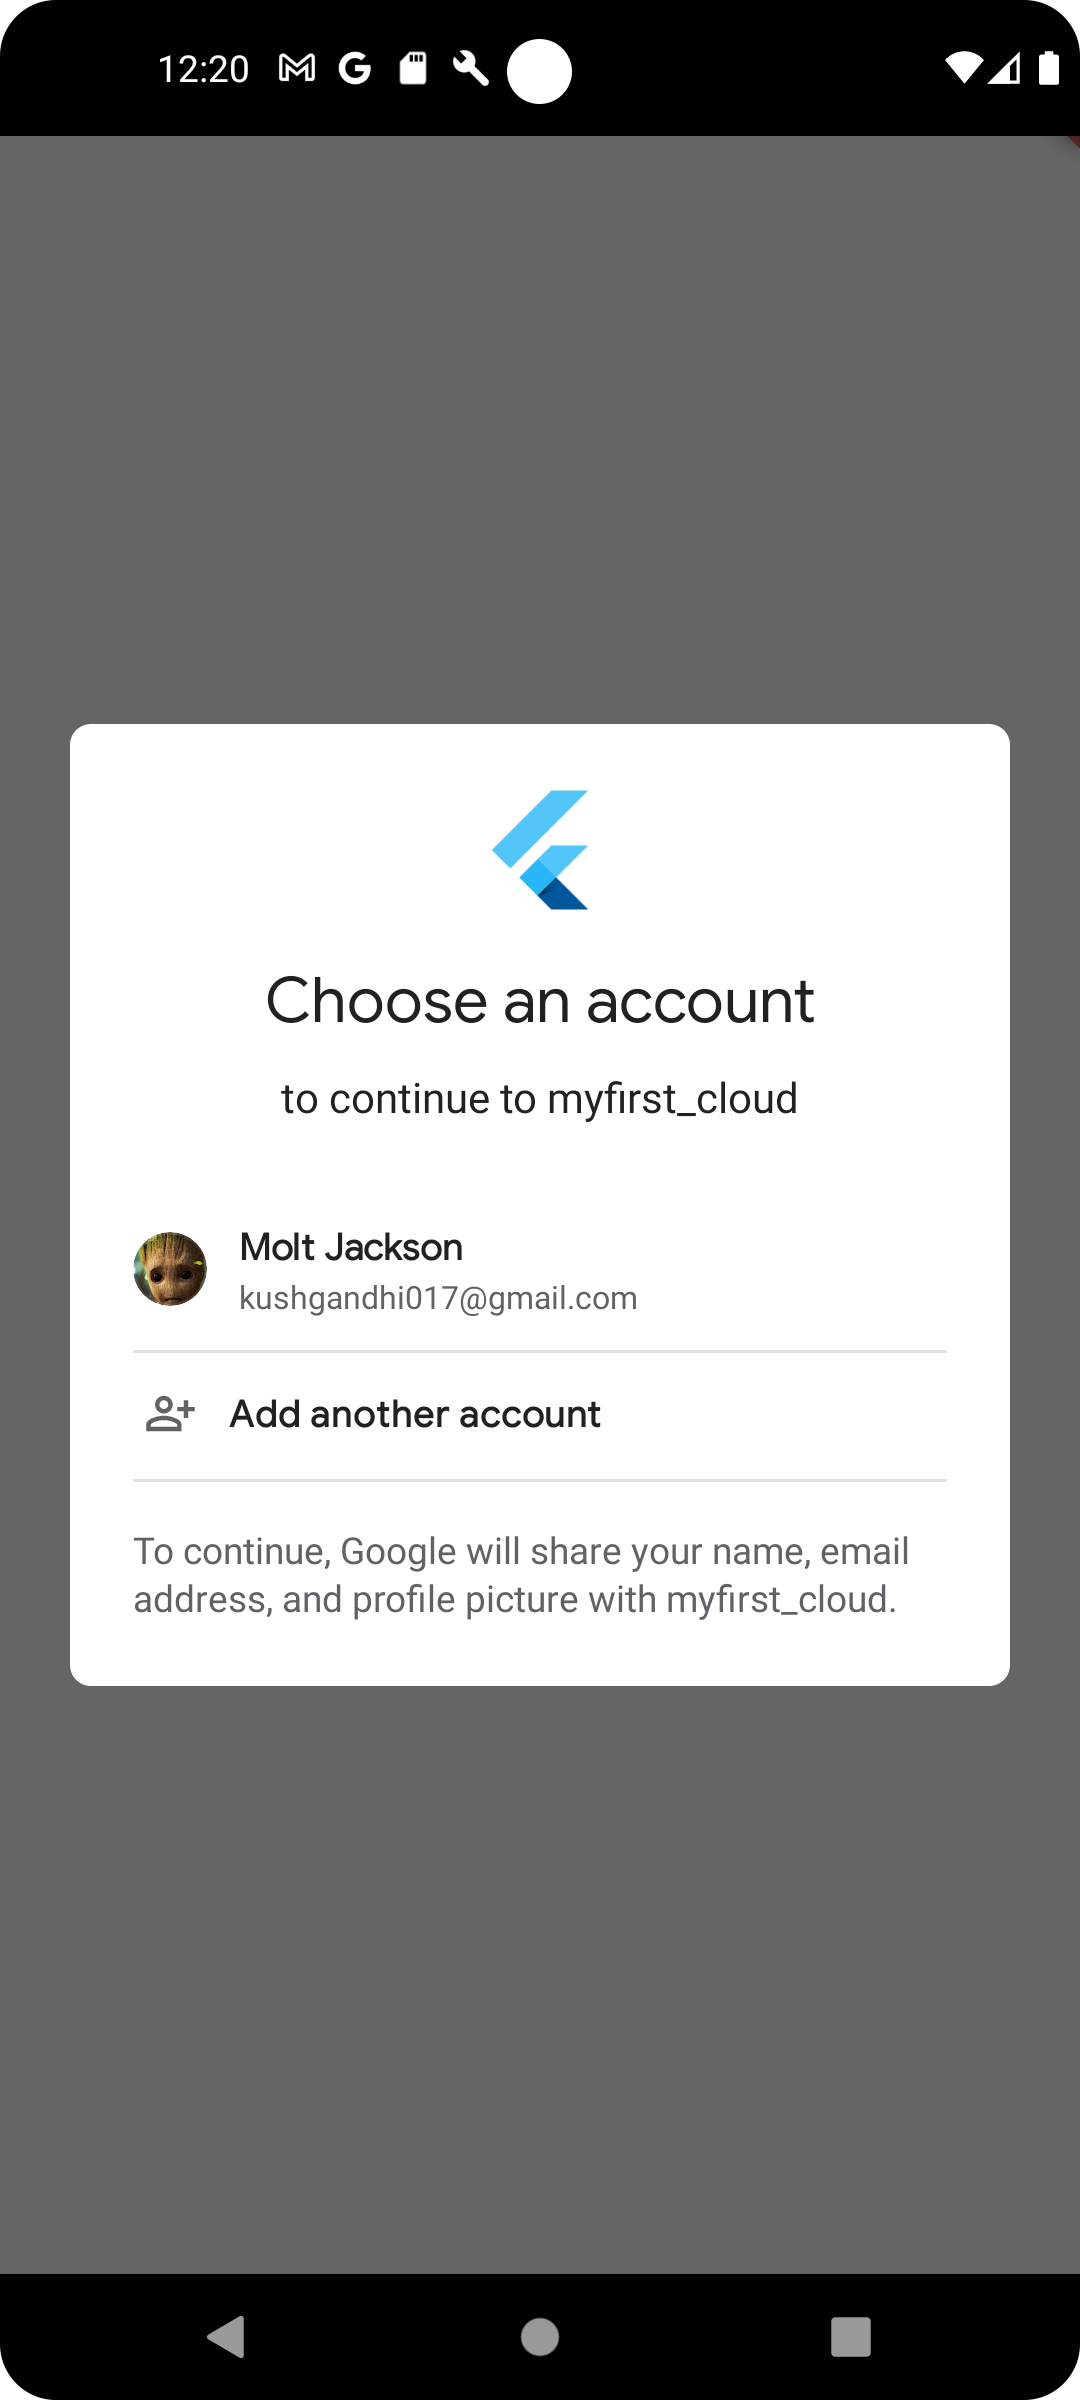 12:20
Choose an account
to continue to myfirst_cloud
Molt Jackson
kushgandhi017@gmail.com
Add another account
To continue, Google will share your name, email
address, and profile picture with myfirst_cloud.